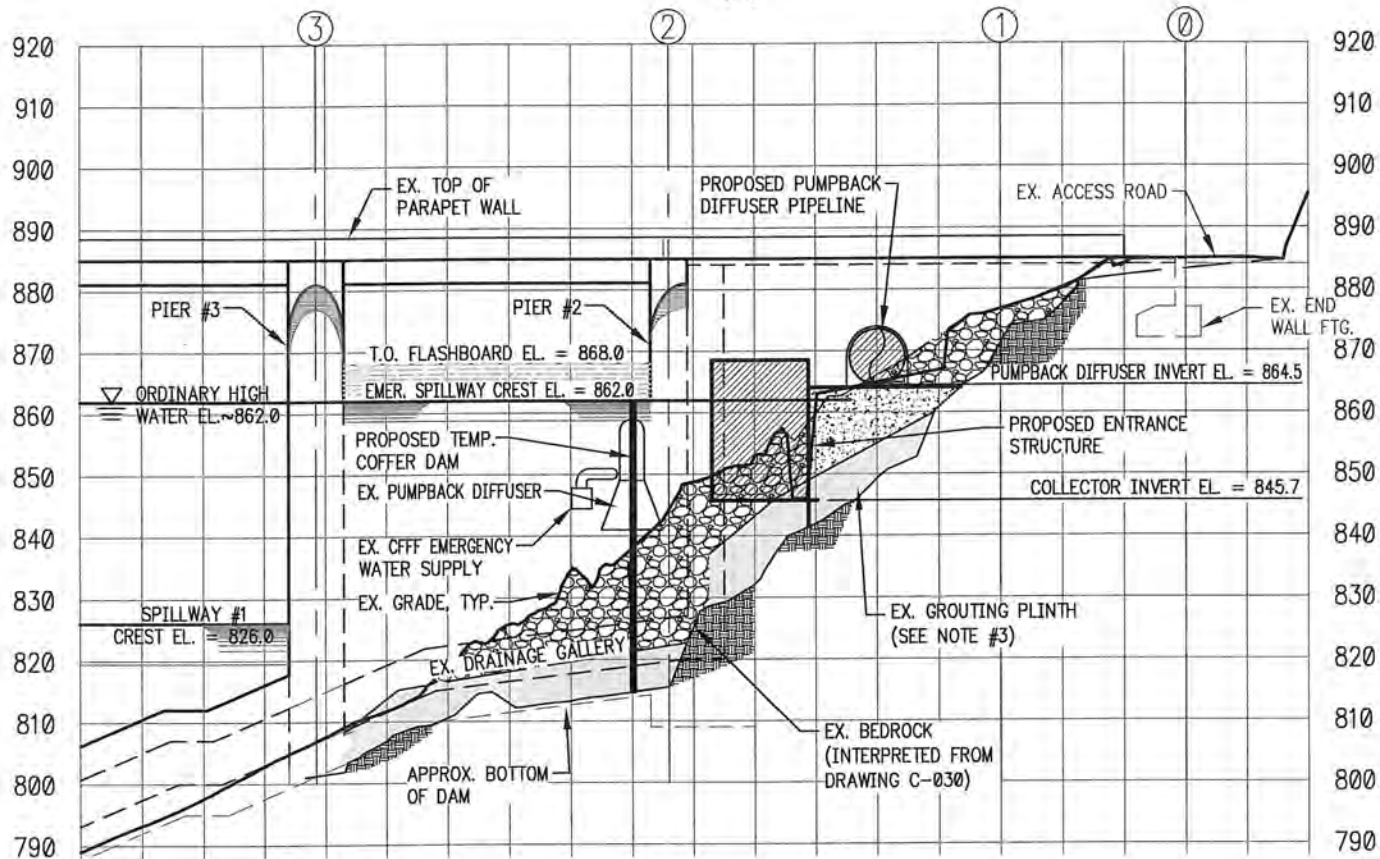 3 2 1 0
920 920
910 910
900 900
890 890
880 880
870 870
860 860
850 850
840 840
830 830
820 820
810 810
800 800
790 790
EX. TOP OF
PARAPET WALL
PROPOSED PUMPBACK
DIFFUSER PIPELINE
EX. ACCESS ROAD
PIER #3
PIER #2
EX. END
WALL FTG.
T.O. FLASHBOARD EL. = 868.0
EMER. SPILLWAY CREST EL. = 862.0
PUMPBACK DIFFUSER INVERT EL. = 864.5
ORDINARY HIGH
WATER EL.~862.0
PROPOSED TEMP.
COFFER DAM
PROPOSED ENTRANCE
STRUCTURE
EX. PUMPBACK DIFFUSER
COLLECTOR INVERT EL. = 845.7
EX. CFFF EMERGENCY
WATER SUPPLY
EX. GRADE, TYP.
EX. GROUTING PLINTH
(SEE NOTE #3)
SPILLWAY #1
CREST EL. = 826.0
EX. DRAINAGE GALLERY
EX. BEDROCK
(INTERPRETED FROM
DRAWING C-030)
APPROX. BOTTOM
OF DAM